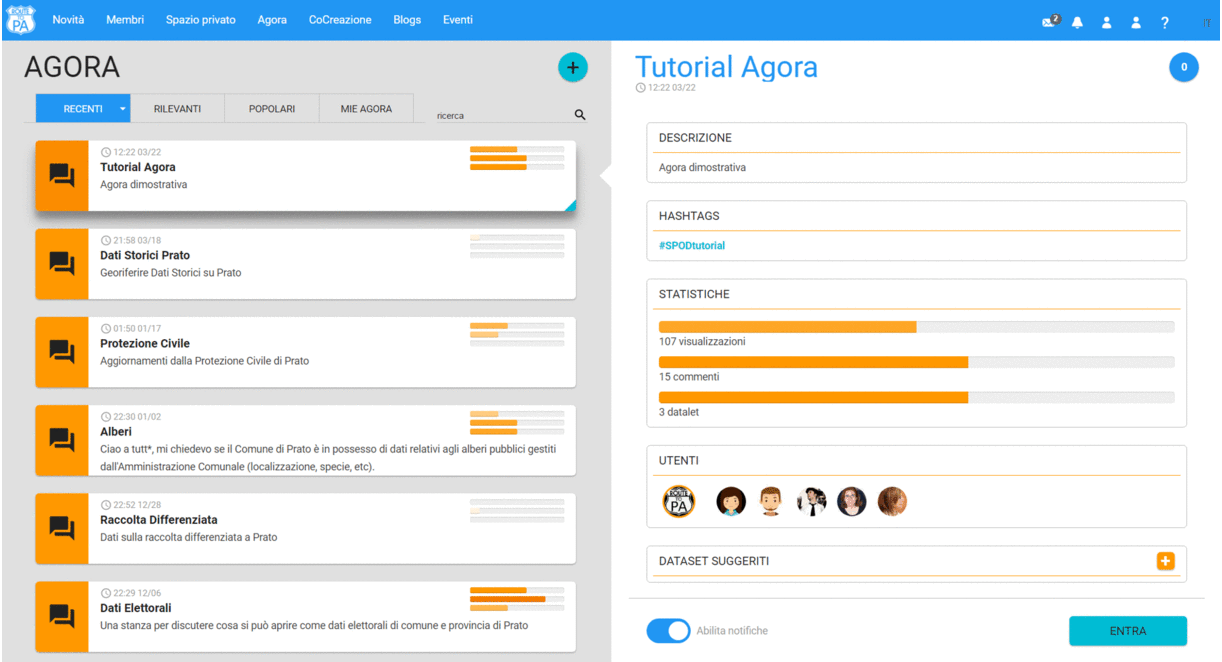 ROUTE TO PA
Novità Membri Spazio privato Agora CoCreazione Blogs Eventi
2
?
IT
AGORA
+
RECENTI RILEVANTI POPOLARI MIE AGORA
ricerca
12:22 03/22
Tutorial Agora
Agora dimostrativa
21:58 03/18
Dati Storici Prato
Georiferire Dati Storici su Prato
01:50 01/17
Protezione Civile
Aggiornamenti dalla Protezione Civile di Prato
22:30 01/02
Alberi
Ciao a tutt*, mi chiedevo se il Comune di Prato è in possesso di dati relativi agli alberi pubblici gestiti
dall'Amministrazione Comunale (localizzazione, specie, etc).
22:52 12/28
Raccolta Differenziata
Dati sulla raccolta differenziata a Prato
22:29 12/06
Dati Elettorali
Una stanza per discutere cosa si può aprire come dati elettorali di comune e provincia di Prato
Tutorial Agora
0
12:22 03/22
DESCRIZIONE
Agora dimostrativa
HASHTAGS
#SPODtutorial
STATISTICHE
107 visualizzazioni
15 commenti
3 datalet
UTENTI
ROUTE TO PA
DATASET SUGGERITI
+
Abilita notifiche
ENTRA